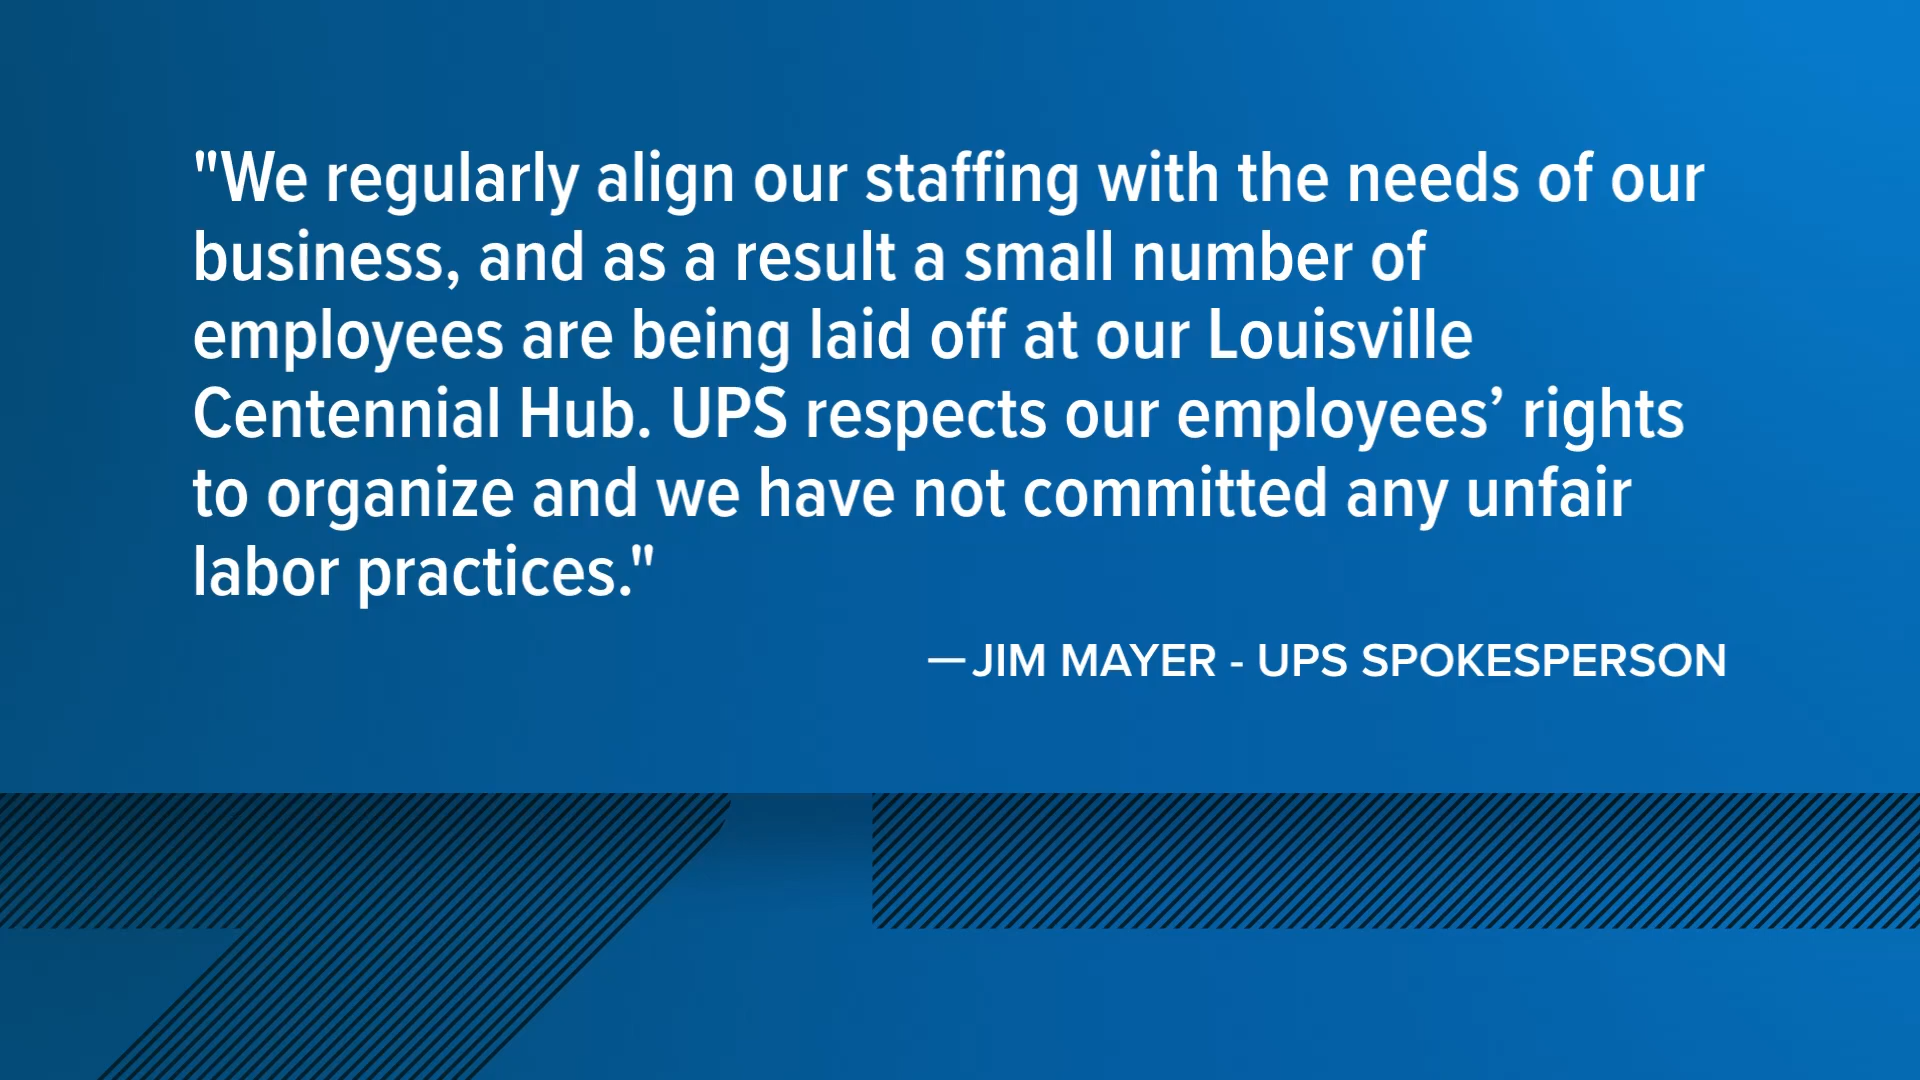 "We regularly align our staffing with the needs of our
business, and as a result a small number of
employees are being laid off at our Louisville
Centennial Hub. UPS respects our employees’ rights
to organize and we have not committed any unfair
labor practices."
—JIM MAYER - UPS SPOKESPERSON